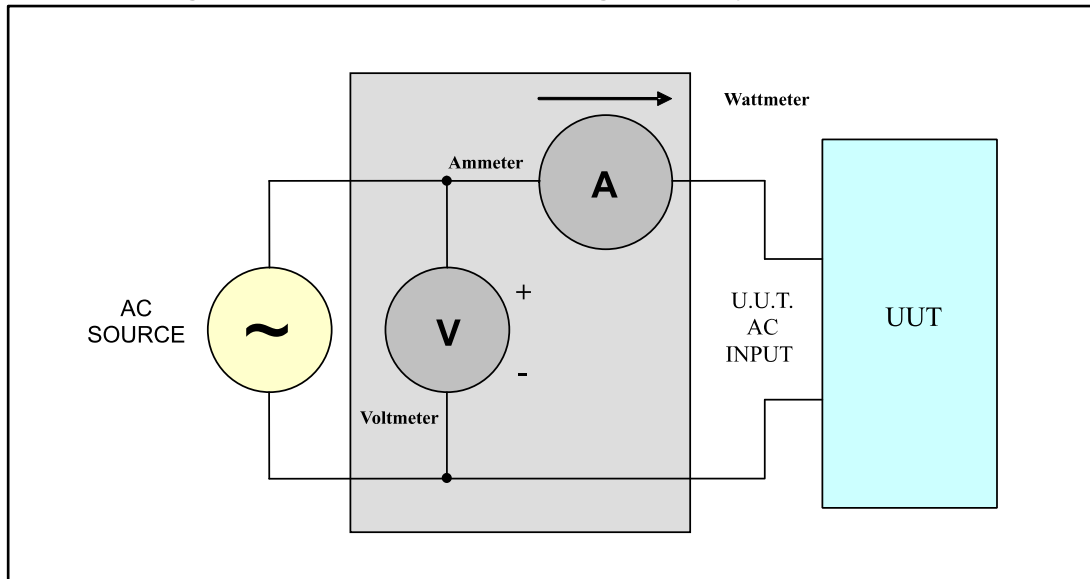 Wattmeter
Ammeter
A
AC
SOURCE
~
V
+
-
Voltmeter
U.U.T.
AC
INPUT
UUT